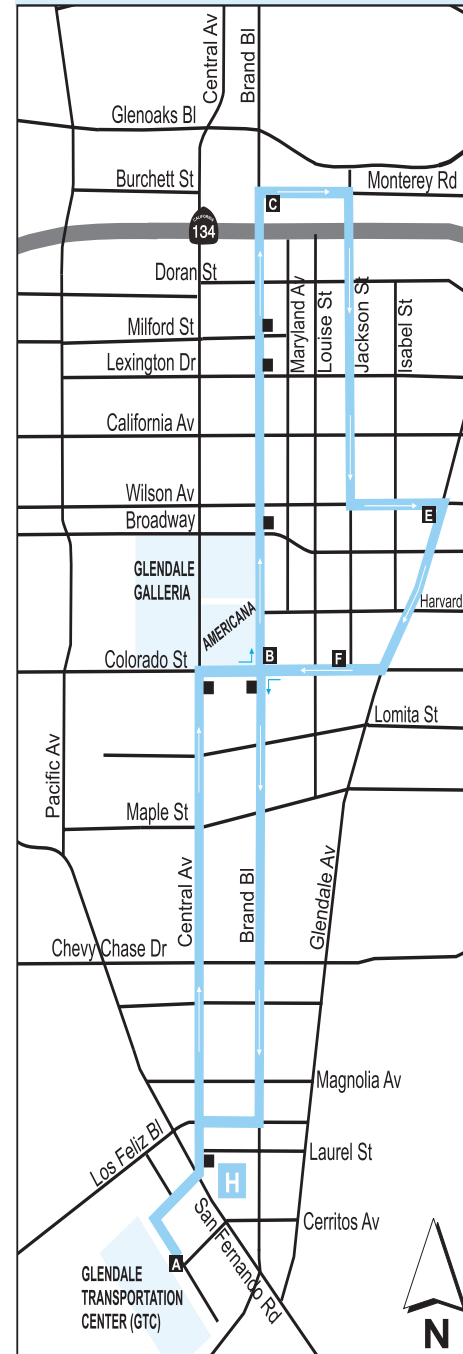 Central Av
Brand Bl
Glenoaks Bl
Burchett St
Monterey Rd
C
CALIFORNIA
134
Doran St
Maryland Av
Louise St
Jackson St
Isabel St
Milford St
Lexington Dr
California Av
Wilson Av
E
Broadway
GLENDALE
GALLERIA
AMERICANA
Harvard
Colorado St
B
F
Lomita St
Pacific Av
Maple St
Central Av
Brand Bl
Glendale Av
Chevy Chase Dr
Magnolia Av
Los Feliz Bl
Laurel St
H
San Fernando Rd
Cerritos Av
A
GLENDALE
TRANSPORTATION
CENTER (GTC)
N